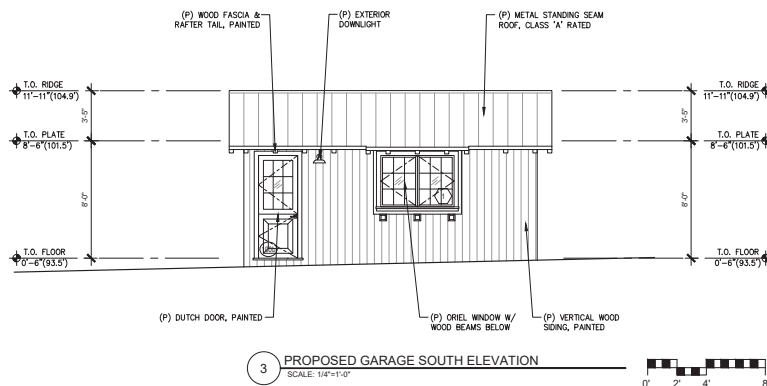 (P) WOOD FASCIA &
RAFTER TAIL, PAINTED
(P) EXTERIOR
DOWNLIGHT
(P) METAL STANDING SEAM
ROOF, CLASS 'A' RATED
T.O. RIDGE
11'-11"(104.9')
T.O. RIDGE
11'-11"(104.9')
3'-5"
3'-5"
T.O. PLATE
8'-6"(101.5')
T.O. PLATE
8'-6"(101.5')
8'-0"
8'-0"
T.O. FLOOR
0'-6"(93.5')
T.O. FLOOR
0'-6"(93.5')
(P) DUTCH DOOR, PAINTED
(P) ORIEL WINDOW W/
WOOD BEAMS BELOW
(P) VERTICAL WOOD
SIDING, PAINTED
3
PROPOSED GARAGE SOUTH ELEVATION
SCALE: 1/4"=1'-0"
0' 2' 4' 8'